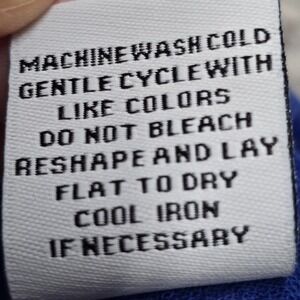 MACHINE WASH COLD
GENTLE CYCLE WITH
LIKE COLORS
DO NOT BLEACH
RESHAPE AND LAY
FLAT TO DRY
COOL IRON
IF NECESSARY